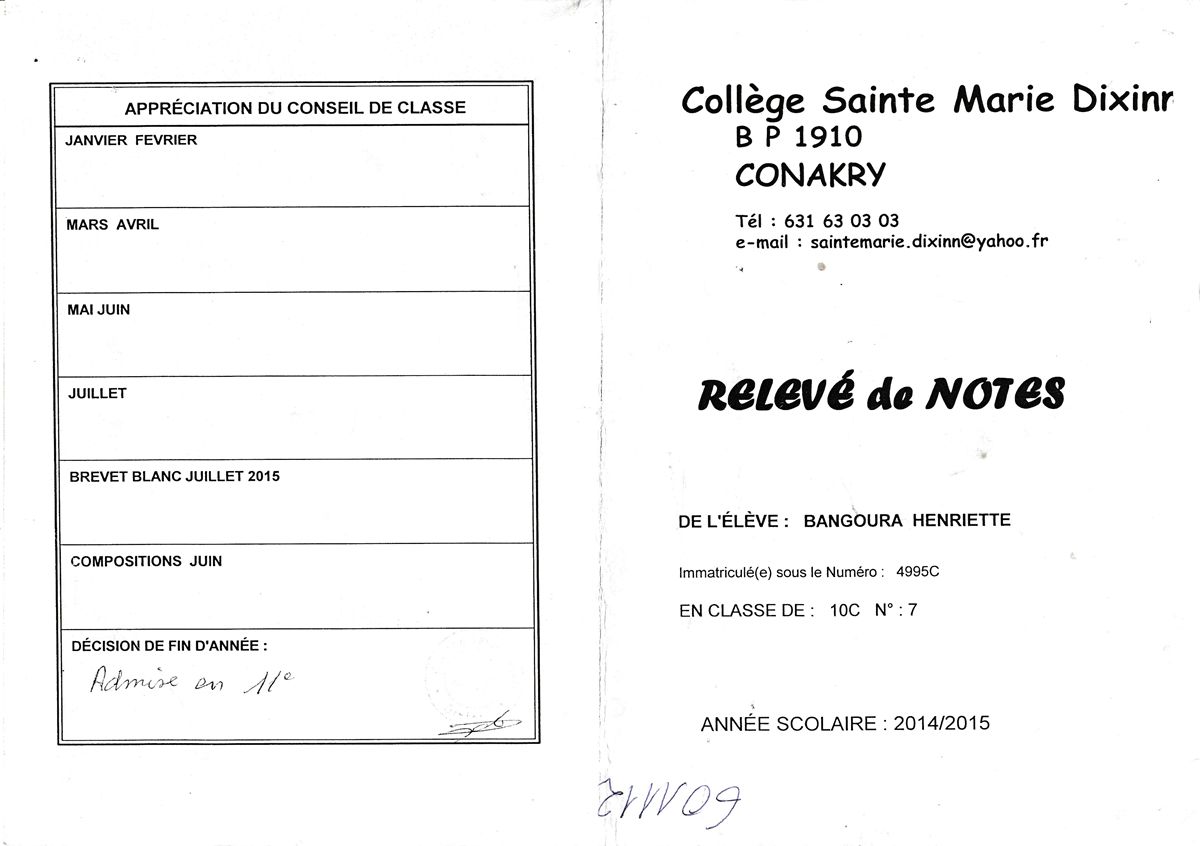 APPRÉCIATION DU CONSEIL DE CLASSE
JANVIER FEVRIER
MARS AVRIL
MAI JUIN
JUILLET
BREVET BLANC JUILLET 2015
COMPOSITIONS JUIN
DÉCISION DE FIN D'ANNÉE :
Admise en 11e
Collège Sainte Marie Dixinn
B P 1910
CONAKRY
Tél : 631 63 03 03
e-mail : saintemarie.dixinn@yahoo.fr
RELEVÉ de NOTES
DE L'ÉLÈVE : BANGOURA HENRIETTE
Immatriculé(e) sous le Numéro : 4995C
EN CLASSE DE : 10C N° : 7
ANNÉE SCOLAIRE : 2014/2015